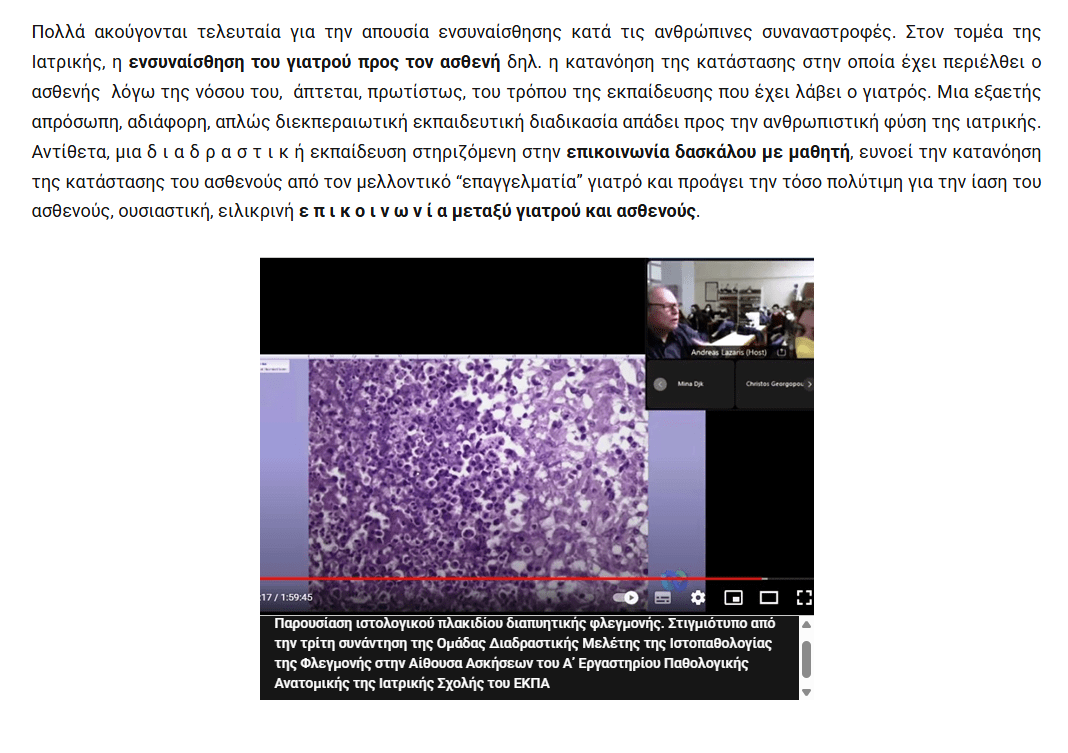 Πολλά ακούγονται τελευταία για την απουσία ενσυναίσθησης κατά τις ανθρώπινες συναναστροφές. Στον τομέα της
Ιατρικής, η ενσυναίσθηση του γιατρού προς τον ασθενή δηλ. η κατανόηση της κατάστασης στην οποία έχει περιέλθει ο
ασθενής λόγω της νόσου του, άπτεται, πρωτίστως, του τρόπου της εκπαίδευσης που έχει λάβει ο γιατρός. Μια εξαετής
απρόσωπη, αδιάφορη, απλώς διεκπεραιωτική εκπαιδευτική διαδικασία απάδει προς την ανθρωπιστική φύση της ιατρικής.
Αντίθετα, μια δ ι α δ ρ α σ τ ι κ ή εκπαίδευση στηριζόμενη στην επικοινωνία δασκάλου με μαθητή, ευνοεί την κατανόηση
της κατάστασης του ασθενούς από τον μελλοντικό “επαγγελματία” γιατρό και προάγει την τόσο πολύτιμη για την ίαση του
ασθενούς, ουσιαστική, ειλικρινή ε π ι κ ο ι ν ω ν ί α μεταξύ γιατρού και ασθενούς.
Andreas Lazaris (Host)
Mina Djk
Christos Georgopou
:17 / 1:59:45
Παρουσίαση ιστολογικού πλακιδίου διαπυητικής φλεγμονής. Στιγμιότυπο από
την τρίτη συνάντηση της Ομάδας Διαδραστικής Μελέτης της Ιστοπαθολογίας
της Φλεγμονής στην Αίθουσα Ασκήσεων του Α’ Εργαστηρίου Παθολογικής
Ανατομικής της Ιατρικής Σχολής του ΕΚΠΑ